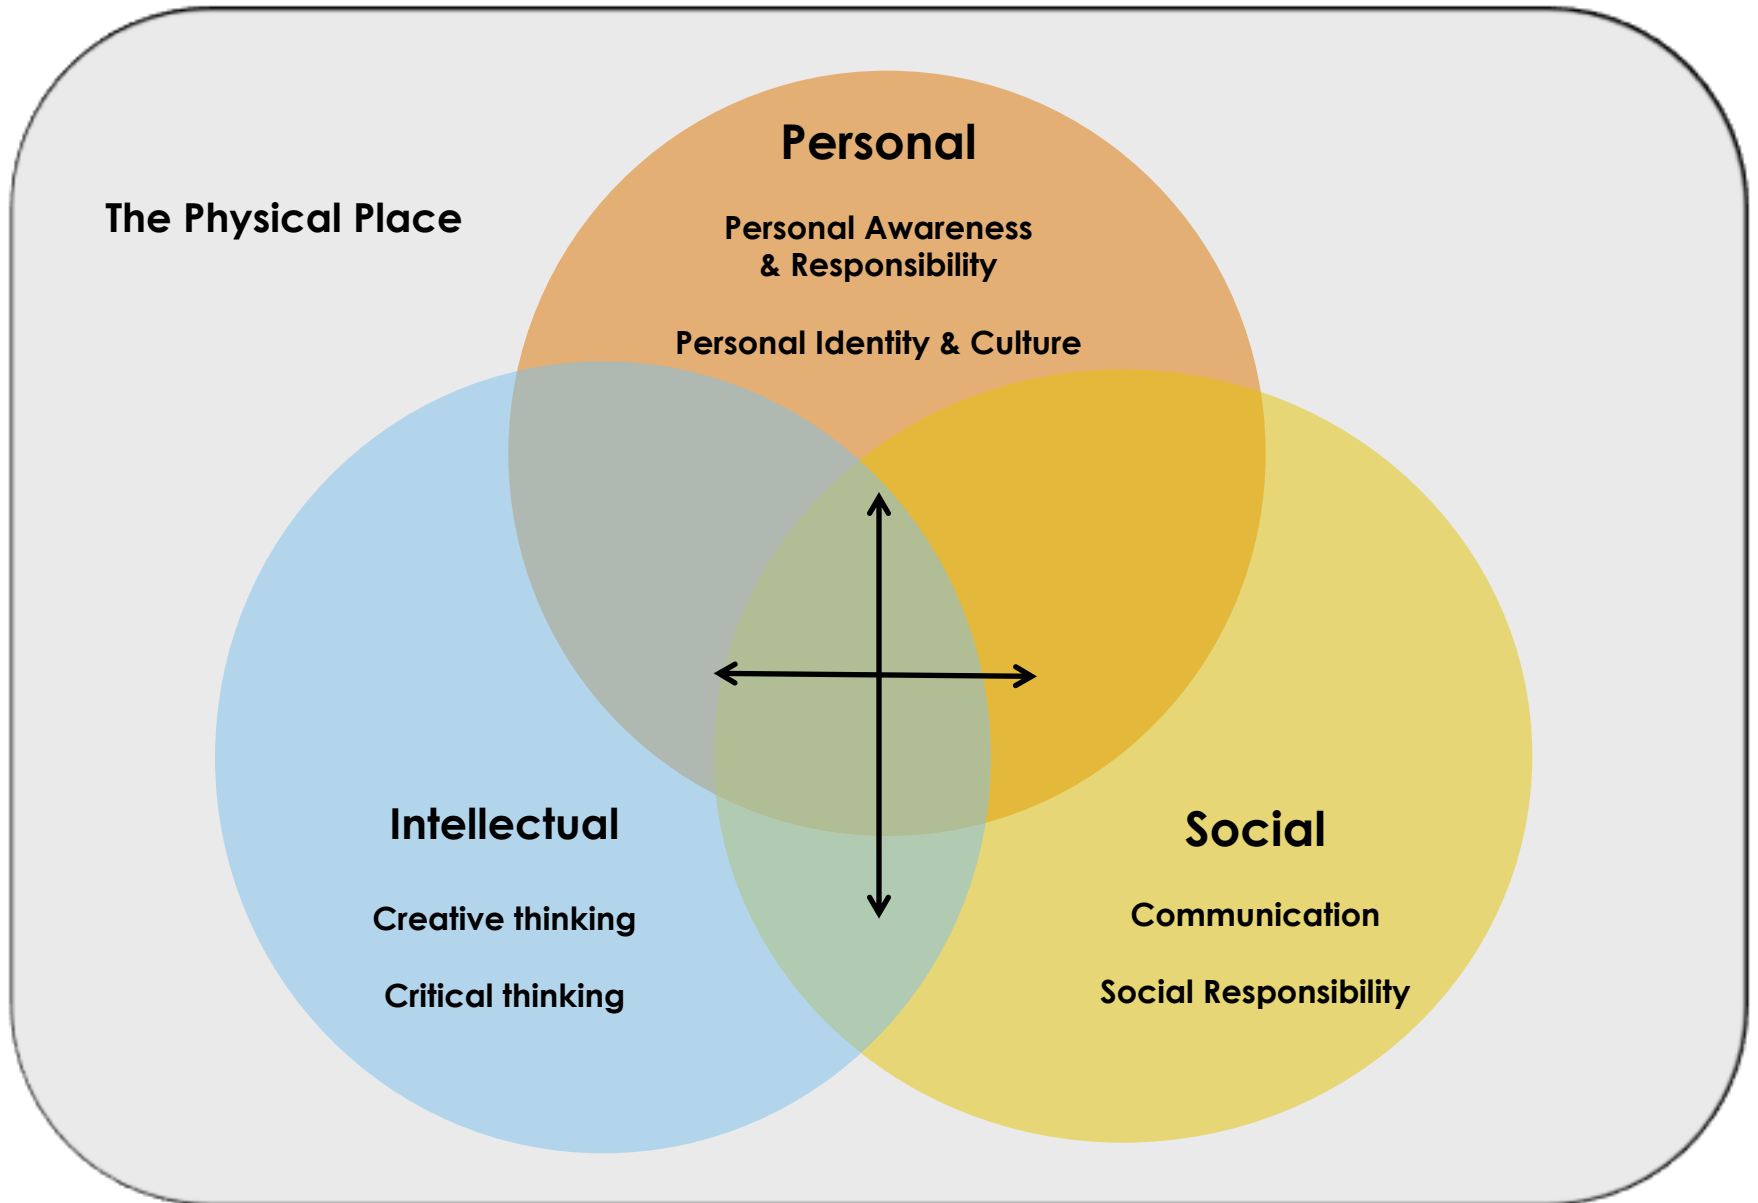 Personal
The Physical Place
Personal Awareness
& Responsibility
Personal Identity & Culture
Intellectual
Creative thinking
Critical thinking
Social
Communication
Social Responsibility